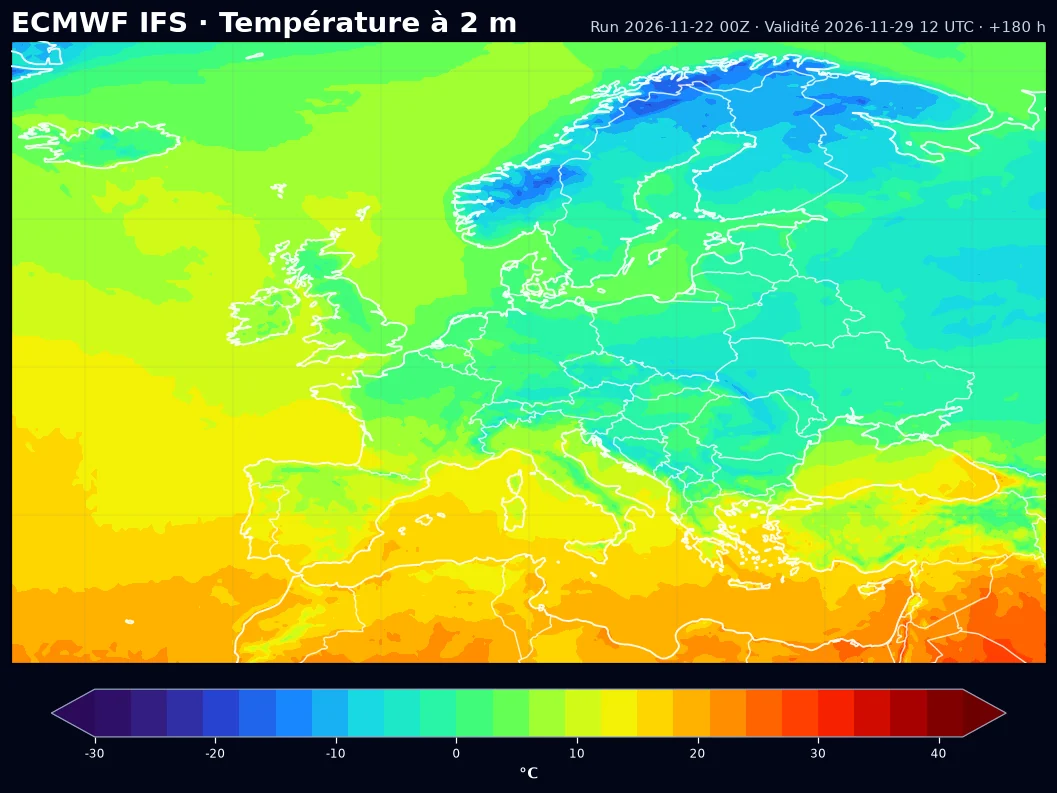 ECMWF IFS · Température à 2 m
Run 2026-11-22 00Z · Validité 2026-11-29 12 UTC · +180 h
-30 -20 -10 0 10 20 30 40
°C